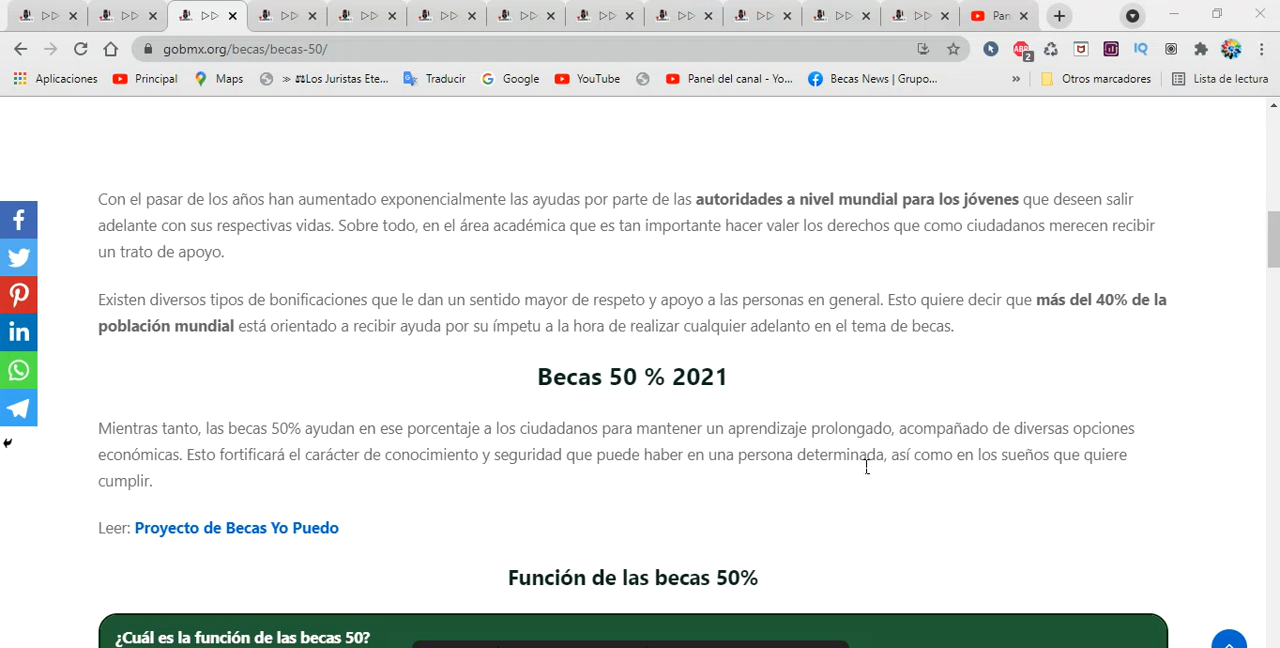 Pan
gobmx.org/becas/becas-50/
ABP
2
IQ
Aplicaciones
Principal
Maps
» ⚖Los Juristas Ete...
Traducir
Google
YouTube
Panel del canal - Yo...
Becas News | Grupo...
»
Otros marcadores
Lista de lectura
Con el pasar de los años han aumentado exponencialmente las ayudas por parte de las autoridades a nivel mundial para los jóvenes que deseen salir
adelante con sus respectivas vidas. Sobre todo, en el área académica que es tan importante hacer valer los derechos que como ciudadanos merecen recibir
un trato de apoyo.
Existen diversos tipos de bonificaciones que le dan un sentido mayor de respeto y apoyo a las personas en general. Esto quiere decir que más del 40% de la
población mundial está orientado a recibir ayuda por su ímpetu a la hora de realizar cualquier adelanto en el tema de becas.
Becas 50 % 2021
Mientras tanto, las becas 50% ayudan en ese porcentaje a los ciudadanos para mantener un aprendizaje prolongado, acompañado de diversas opciones
económicas. Esto fortificará el carácter de conocimiento y seguridad que puede haber en una persona determinada, así como en los sueños que quiere
cumplir.
Leer: Proyecto de Becas Yo Puedo
Función de las becas 50%
¿Cuál es la función de las becas 50?